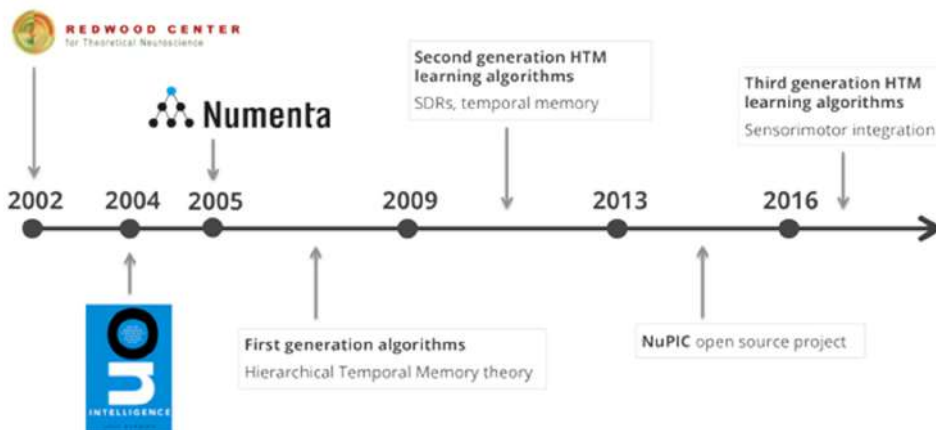 REDWOOD CENTER
for Theoretical Neuroscience
Numenta
Second generation HTM
learning algorithms
SDRs, temporal memory
Third generation HTM
learning algorithms
Sensorimotor integration
2002
2004
2005
2009
2013
2016
On
INTELLIGENCE
First generation algorithms
Hierarchical Temporal Memory theory
NuPIC open source project